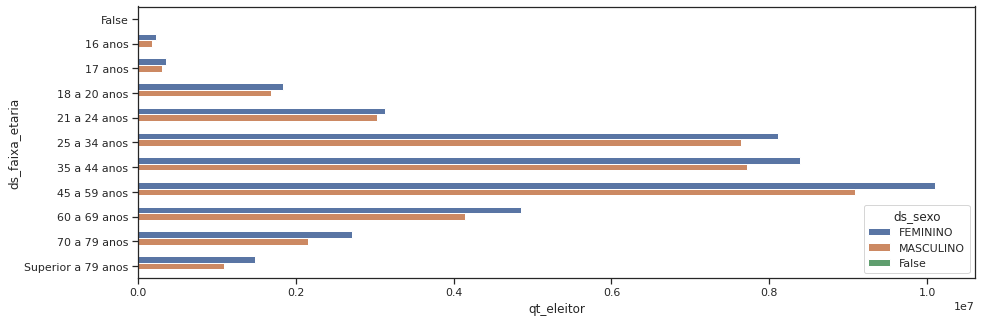 False
16 anos
17 anos
18 a 20 anos
21 a 24 anos
25 a 34 anos
35 a 44 anos
45 a 59 anos
60 a 69 anos
70 a 79 anos
Superior a 79 anos
ds_faixa_etaria
ds_sexo
FEMININO
MASCULINO
False
0.0 0.2 0.4 0.6 0.8 1.0
1e7
qt_eleitor